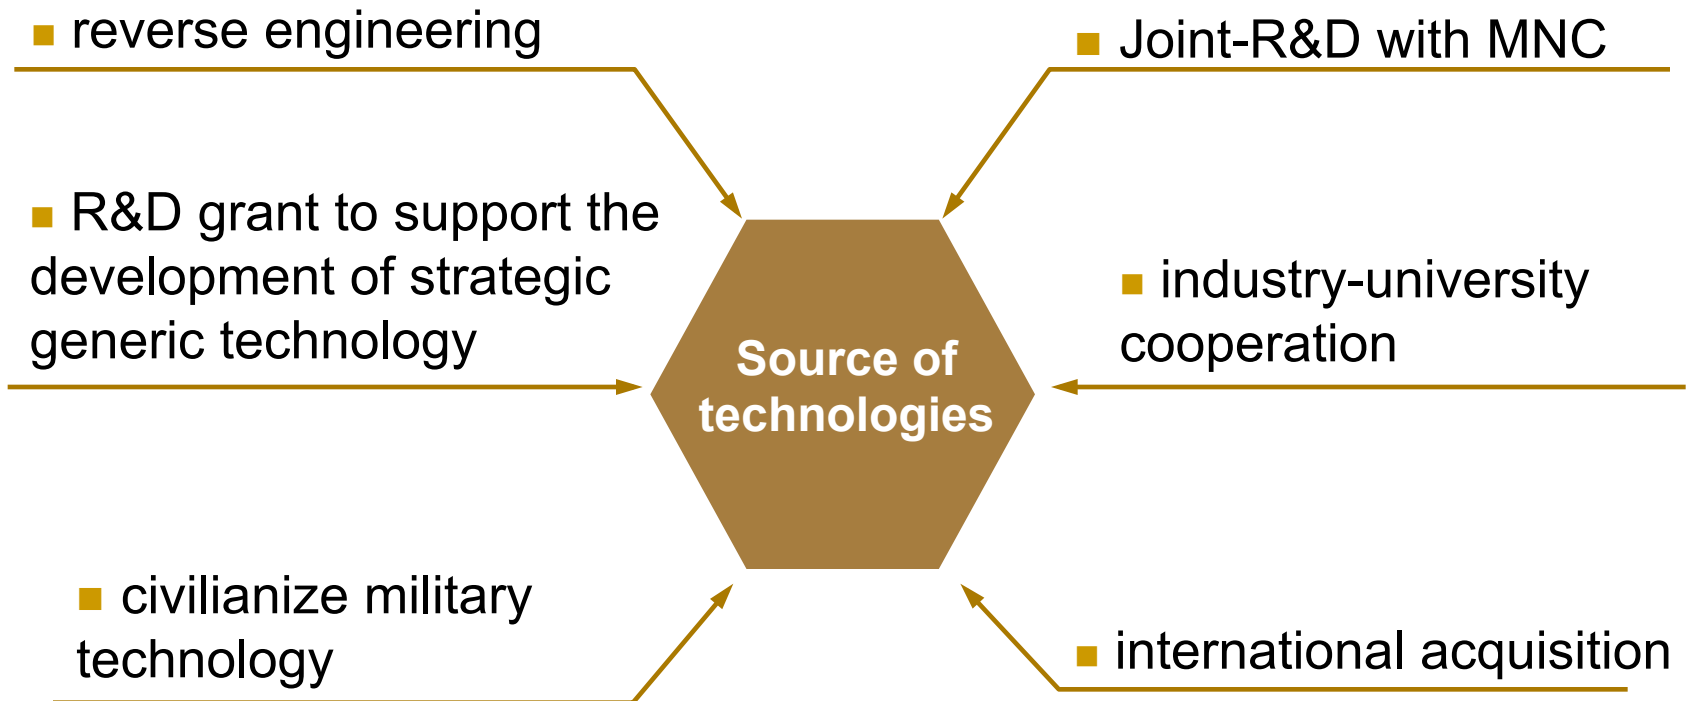 ■ reverse engineering
■ Joint-R&D with MNC
■ R&D grant to support the
development of strategic
generic technology
■ industry-university
cooperation
Source of
technologies
■ civilianize military
technology
■ international acquisition